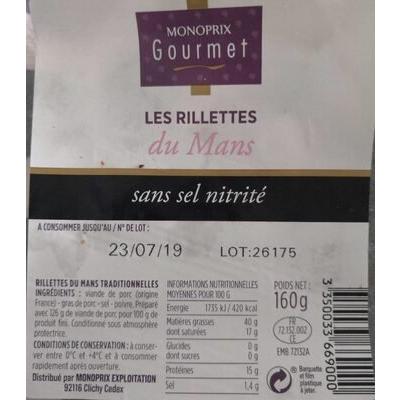 MONOPRIX
Gourmet
LES RILLETTES
du Mans
sans sel nitrité
A CONSOMMER JUSQU'AU / N° DE LOT :
23/07/19 LOT:26175
RILLETTES DU MANS TRADITIONNELLES
INGRÉDIENTS : viande de porc (origine
France) - gras de porc - sel - poivre. Préparé
avec 126 g de viande de porc pour 100 g de
produit fini. Conditionné sous atmosphère
protectrice.
CONDITIONS DE CONSERVATION : à conser-
ver entre 0°C et +4°C et à consommer
rapidement après ouverture.
Distribué par MONOPRIX EXPLOITATION
92116 Clichy Cedex
INFORMATIONS NUTRITIONNELLES
MOYENNES POUR 100 G
Energie 1735 kJ / 420 kcal
Matières grasses 40 g
dont saturées 17 g
Glucides 0 g
dont sucres 0 g
Protéines 15 g
Sel 1,4 g
POIDS NET :
160g
FR
72.132.002
CE
EMB 72132A
Barquette
et film
plastique
à jeter.
3 350033 669000